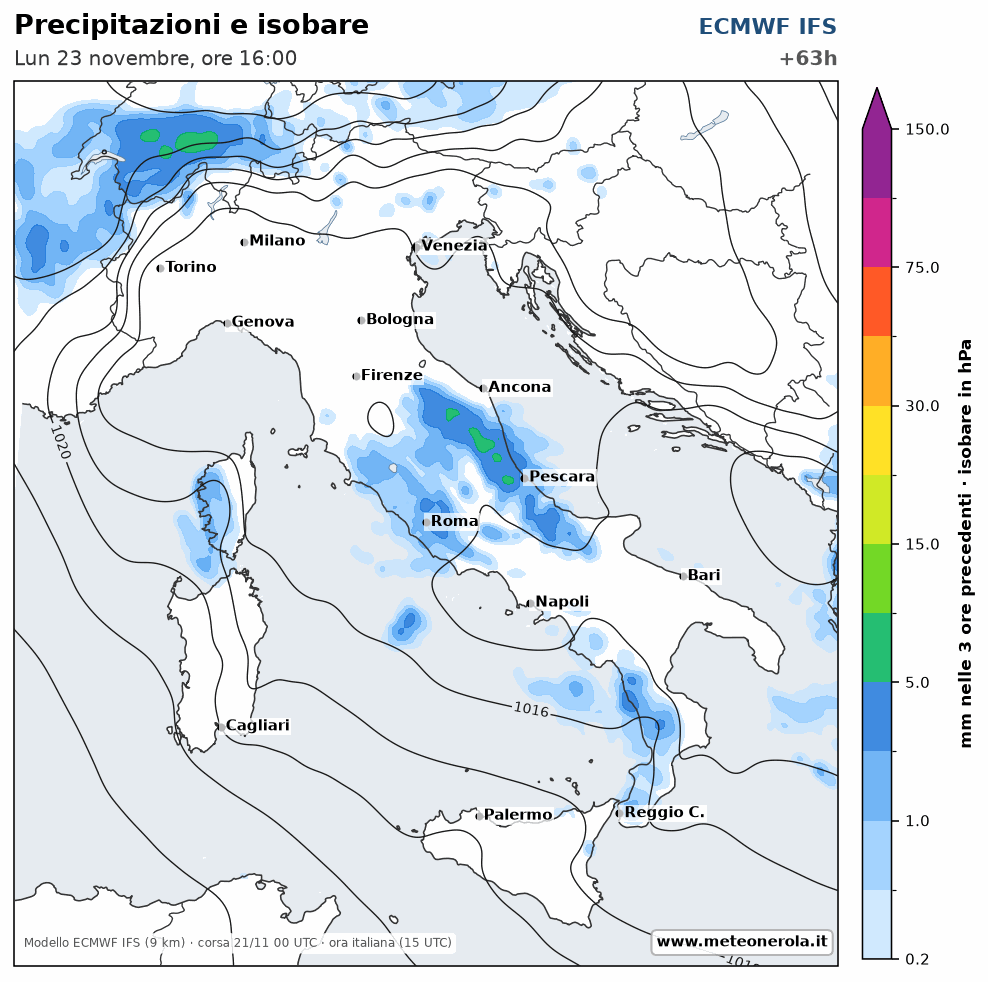 Precipitazioni e isobare
ECMWF IFS
Lun 23 novembre, ore 16:00
+63h
150.0
75.0
30.0
15.0
5.0
1.0
0.2
mm nelle 3 ore precedenti · isobare in hPa
Milano
Venezia
Torino
Genova
Bologna
Firenze
Ancona
1020
Pescara
Roma
Bari
Napoli
1016
Cagliari
Palermo
Reggio C.
Modello ECMWF IFS (9 km) · corsa 21/11 00 UTC · ora italiana (15 UTC)
www.meteonerola.it